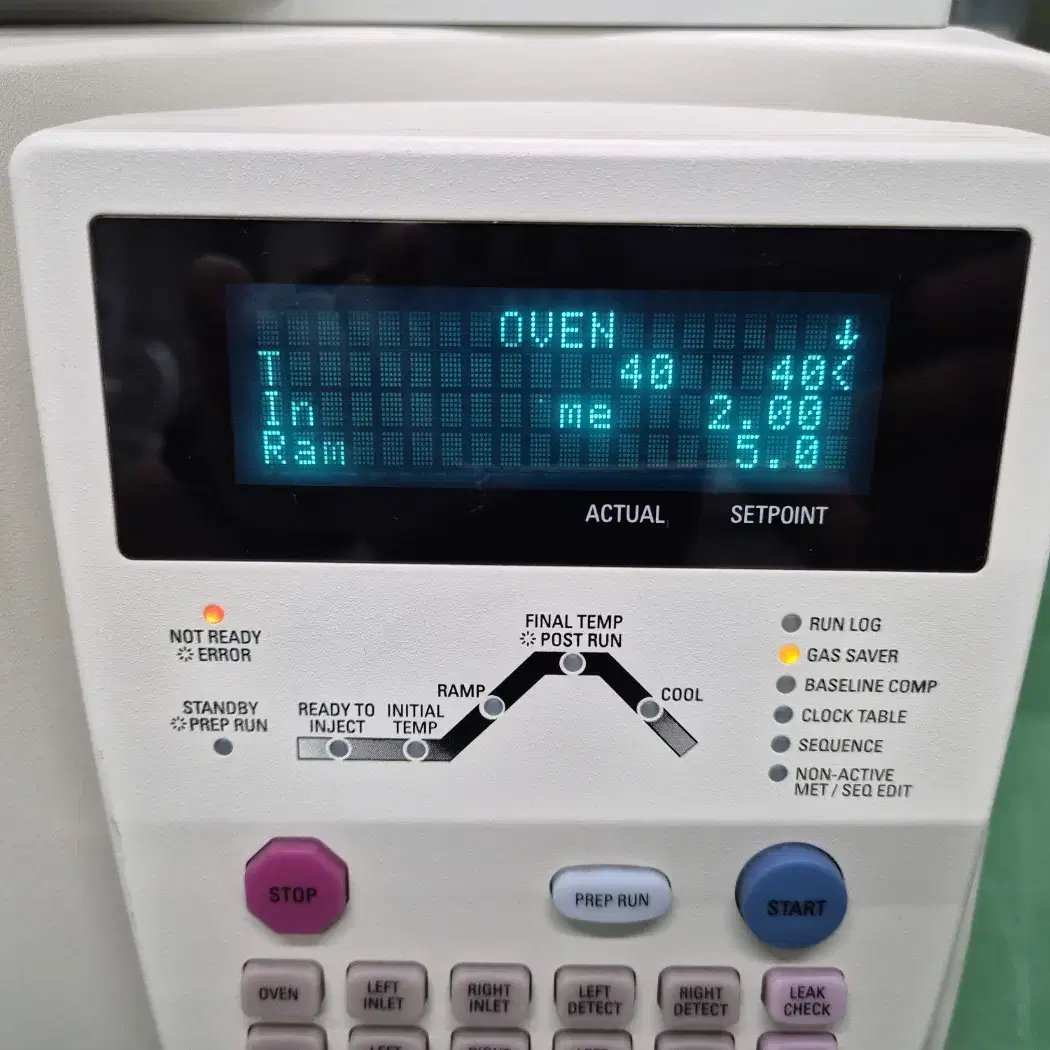 OVEN ↓
T 40 40<
In me 2.00
Ram 5.0
ACTUAL SETPOINT
NOT READY
ERROR
STANDBY
PREP RUN
READY TO
INJECT
INITIAL
TEMP
RAMP
FINAL TEMP
POST RUN
COOL
RUN LOG
GAS SAVER
BASELINE COMP
CLOCK TABLE
SEQUENCE
NON-ACTIVE
MET / SEQ EDIT
STOP
PREP RUN
START
OVEN
LEFT
INLET
RIGHT
INLET
LEFT
DETECT
RIGHT
DETECT
LEAK
CHECK